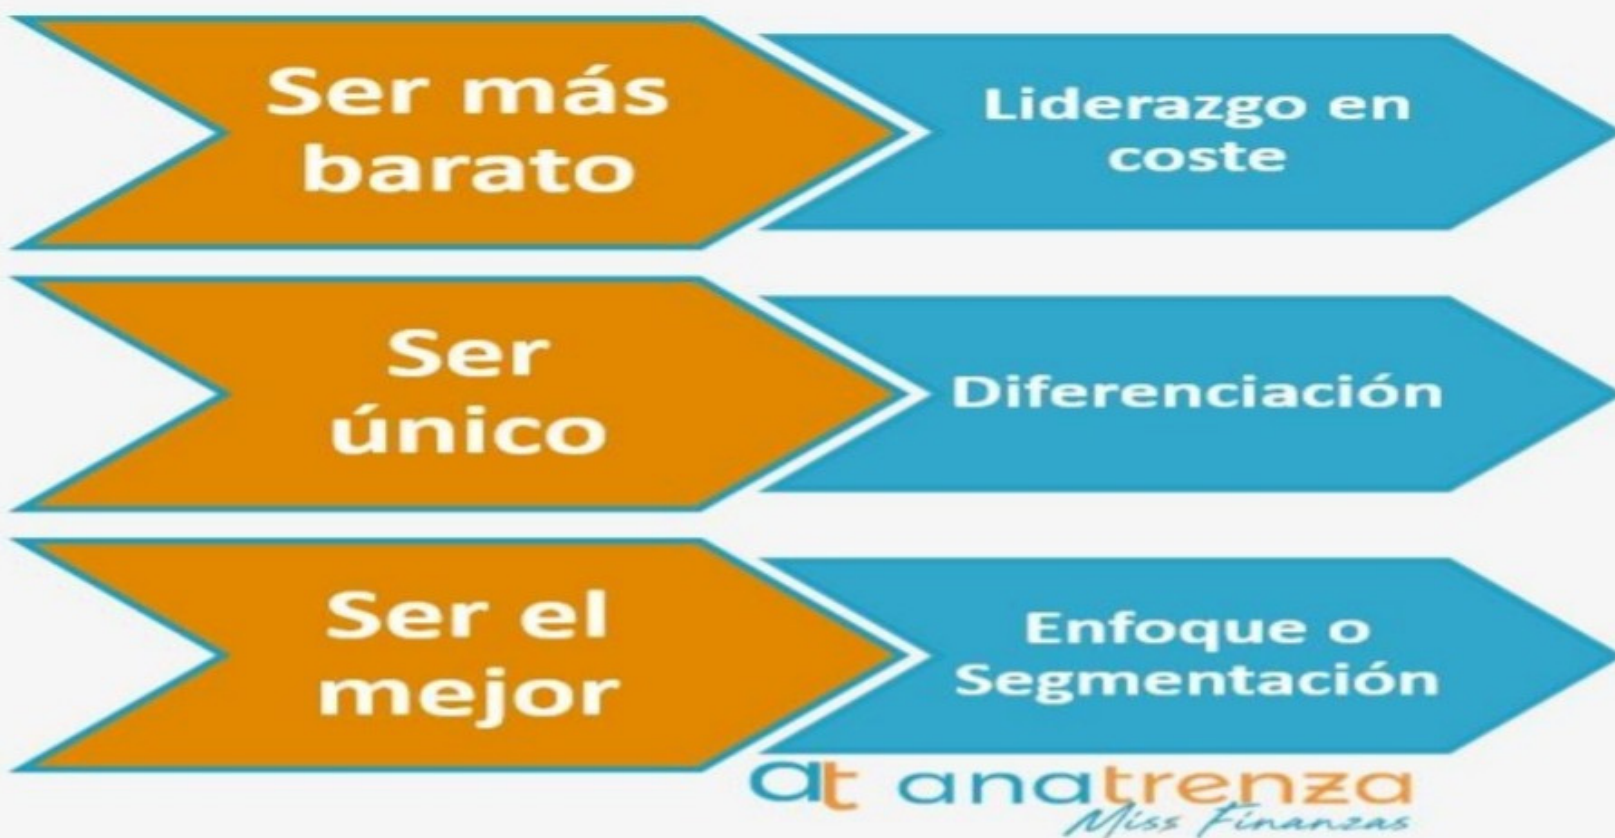 Ser más
barato
Liderazgo en
coste
Ser
único
Diferenciación
Ser el
mejor
Enfoque o
Segmentación
at anatrenza
Miss Finanzas